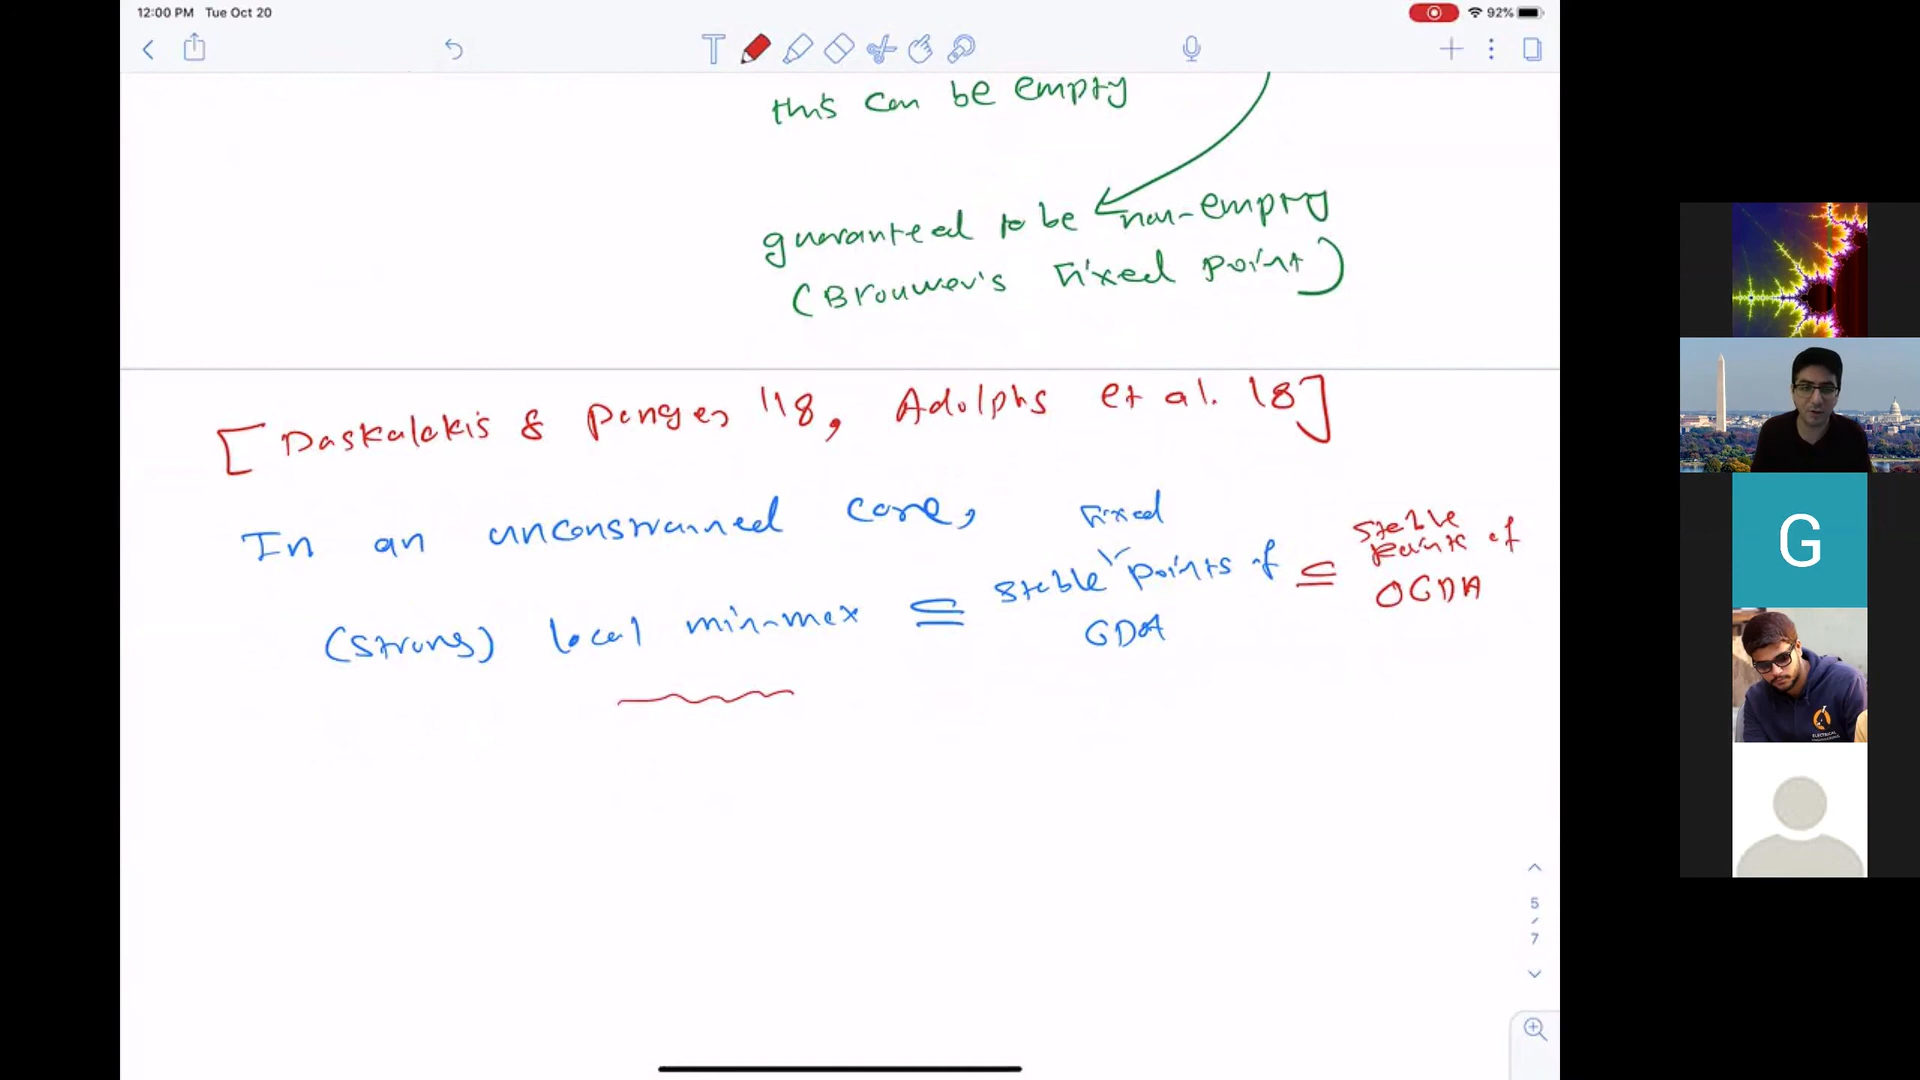 12:00 PM Tue Oct 20
92%
this can be empty
guaranteed to be non-empty
(Brouwer's Fixed point)
[Daskalakis & Panges '18, Adolphs et al. 18]
In an unconstrained case,
(strong) local min-max ⊆ stable fixed points of GDA ⊆ stable points of OGDA
G
ELECTRICAL
5
7